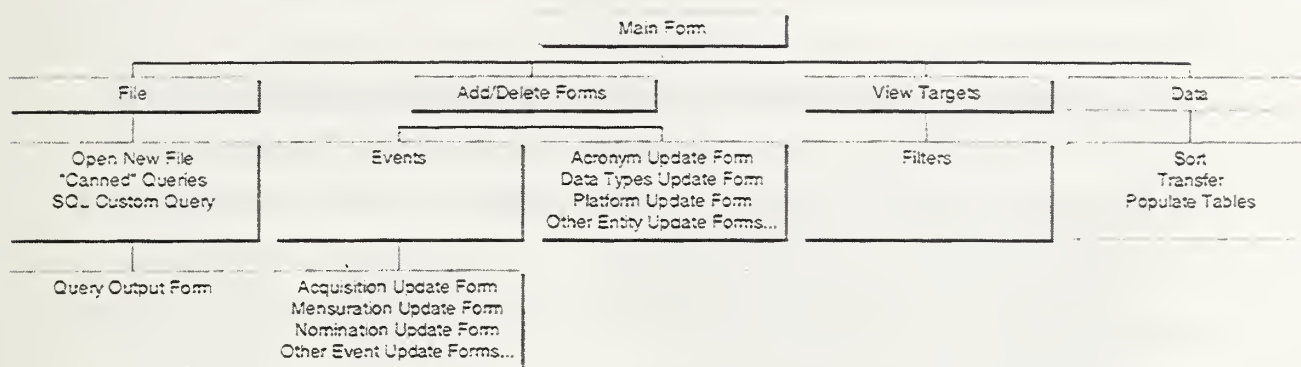 Main Form
File
Add/Delete Forms
View Targets
Data
Open New File
"Canned" Queries
SQL Custom Query
Events
Acronym Update Form
Data Types Update Form
Platform Update Form
Other Entity Update Forms...
Filters
Sort
Transfer
Populate Tables
Query Output Form
Acquisition Update Form
Mensuration Update Form
Nomination Update Form
Other Event Update Forms...